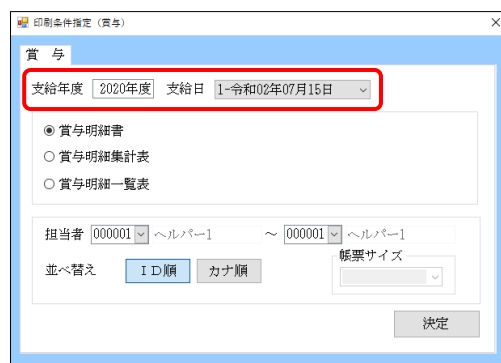 印刷条件指定（賞与）
賞　与
支給年度 2020年度 支給日 1-令和02年07月15日
賞与明細書
賞与明細集計表
賞与明細一覧表
担当者 000001 ヘルパー1 ～ 000001 ヘルパー1
帳票サイズ
並べ替え ＩＤ順 カナ順
決定